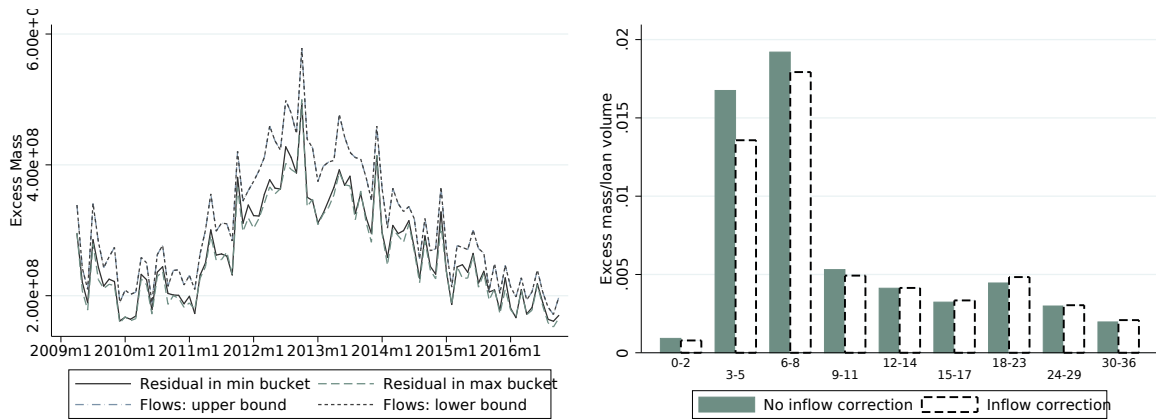 6.00e+0
4.00e+08
2.00e+08
Excess Mass
2009m1 2010m1 2011m1 2012m1 2013m1 2014m1 2015m1 2016m1
Residual in min bucket
Residual in max bucket
Flows: upper bound
Flows: lower bound
.02
.015
.01
.005
0
Excess mass/loan volume
0-2 6-8 12-14 18-23 30-36
3-5 9-11 15-17 24-29
No inflow correction
Inflow correction